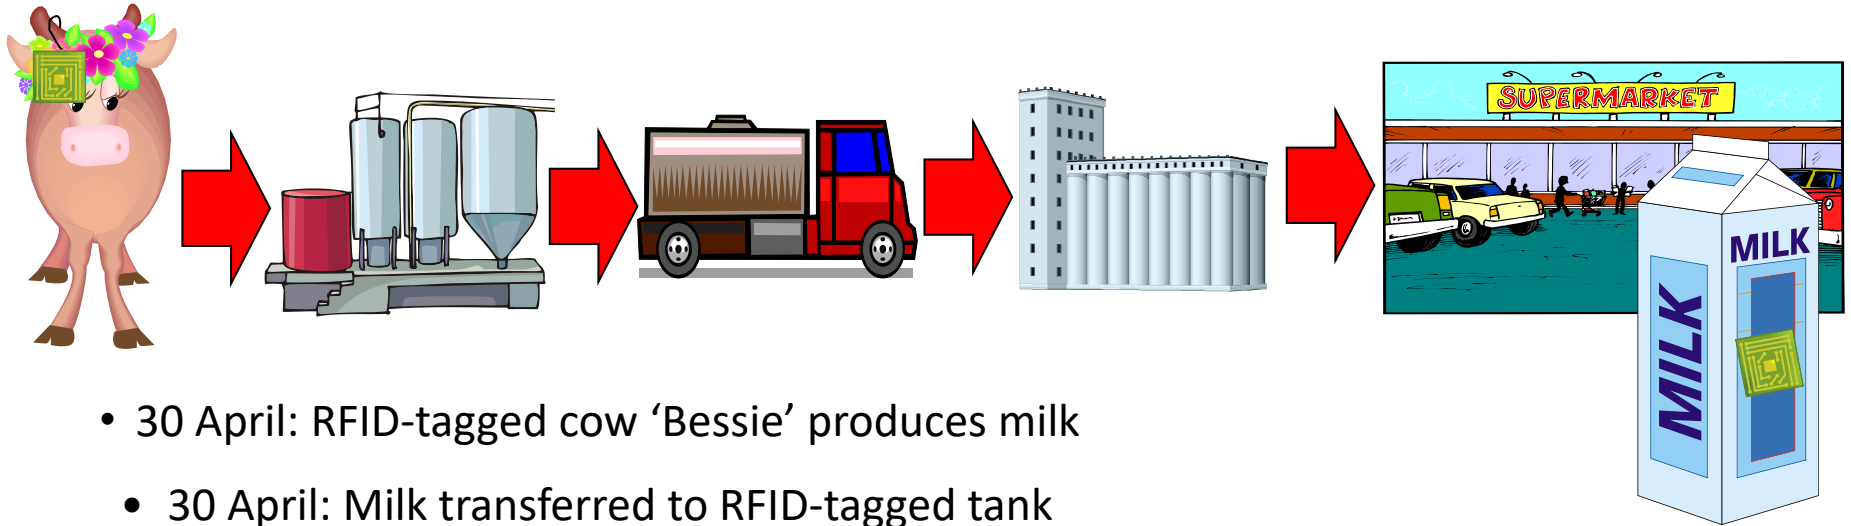 SUPERMARKET
MILK
MILK
• 30 April: RFID-tagged cow ‘Bessie’ produces milk
• 30 April: Milk transferred to RFID-tagged tank